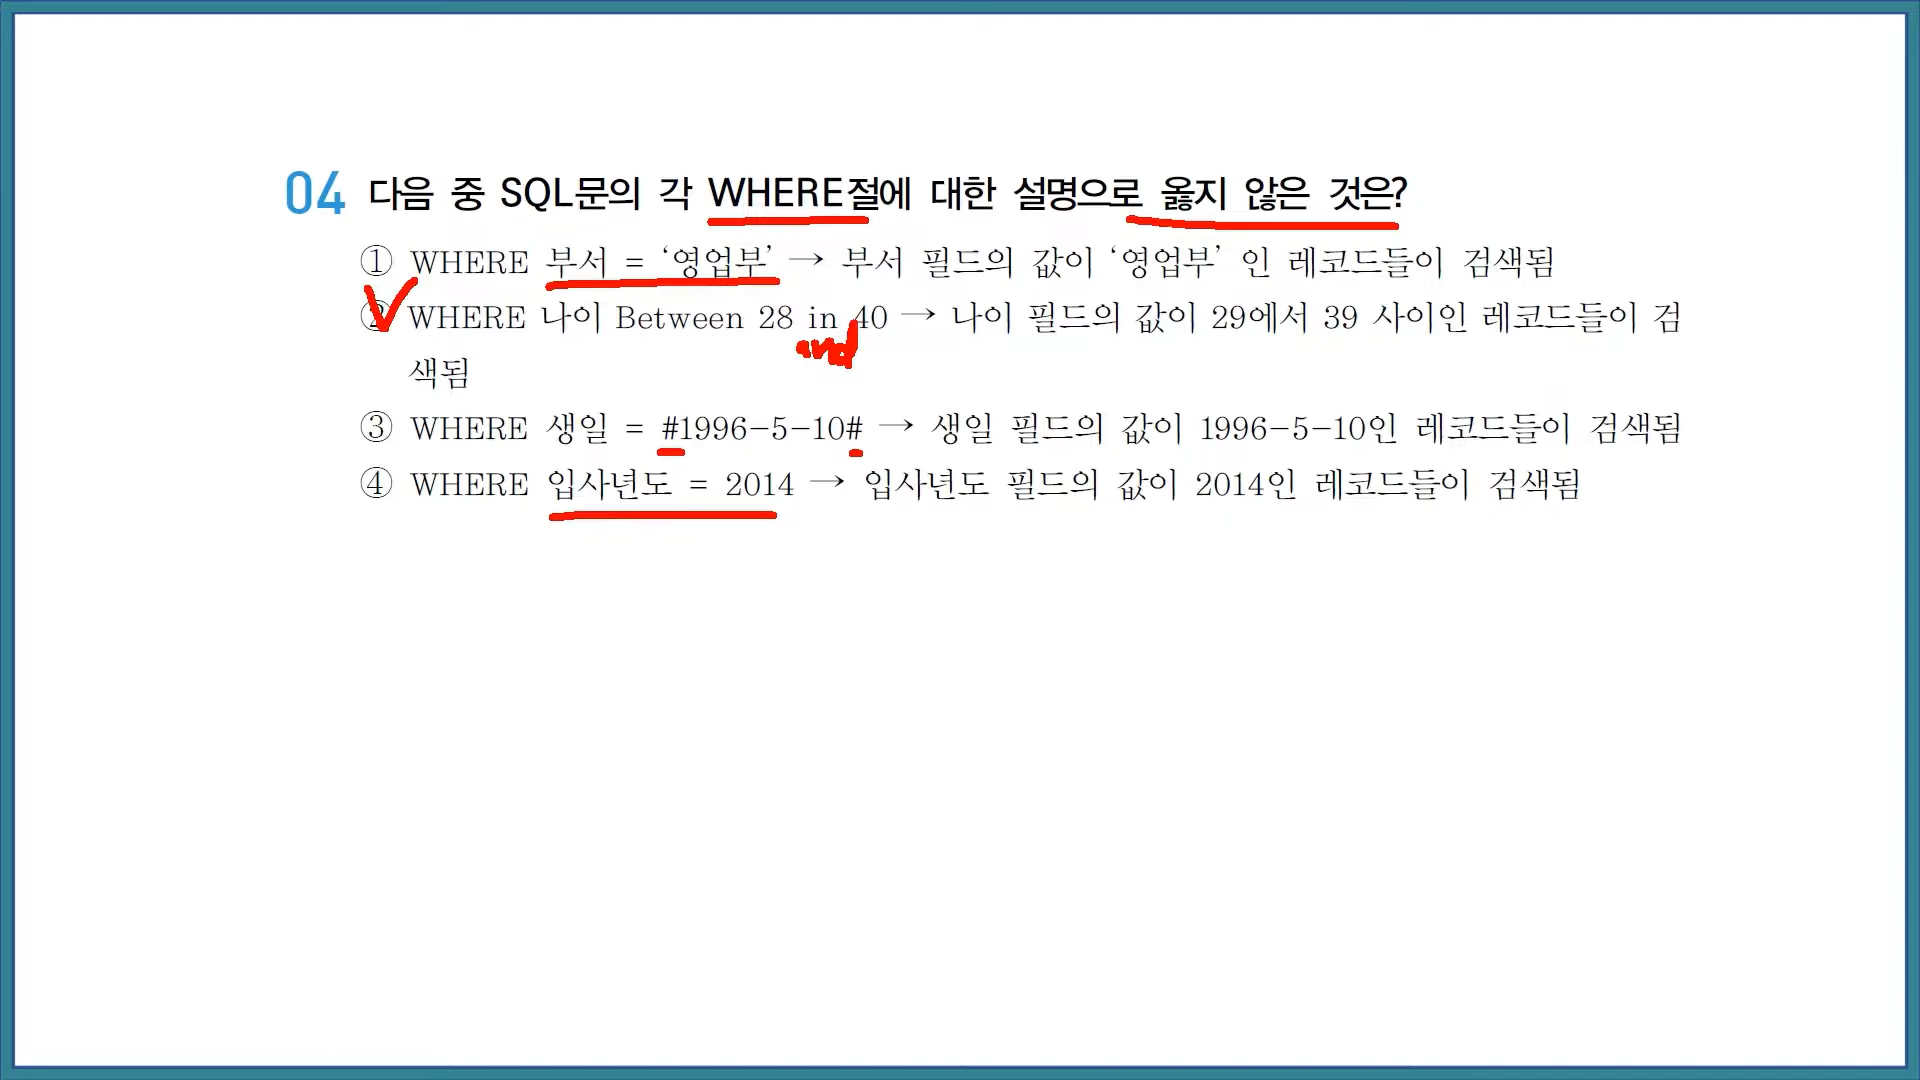 04 다음 중 SQL문의 각 WHERE절에 대한 설명으로 옳지 않은 것은?
① WHERE 부서 = ‘영업부’ → 부서 필드의 값이 ‘영업부’ 인 레코드들이 검색됨
② WHERE 나이 Between 28 in 40 → 나이 필드의 값이 29에서 39 사이인 레코드들이 검
and
색됨
③ WHERE 생일 = #1996-5-10# → 생일 필드의 값이 1996-5-10인 레코드들이 검색됨
④ WHERE 입사년도 = 2014 → 입사년도 필드의 값이 2014인 레코드들이 검색됨